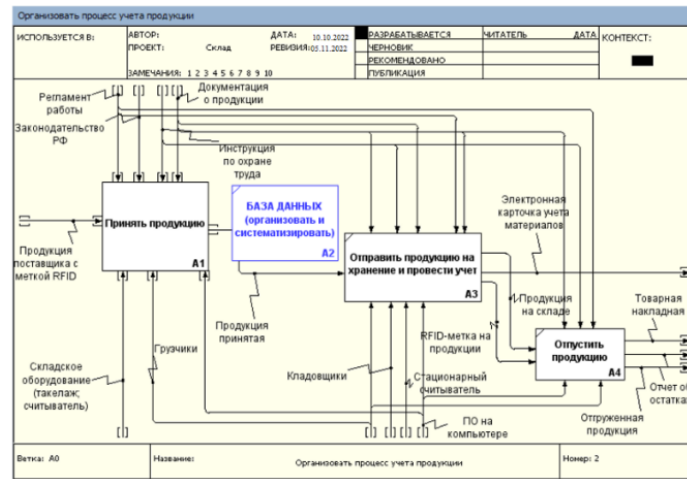 Организовать процесс учета продукции
ИСПОЛЬЗУЕТСЯ В:
АВТОР:
ДАТА: 10.10.2022
ПРОЕКТ: Склад
РЕВИЗИЯ: 05.11.2022
ЗАМЕЧАНИЯ: 1 2 3 4 5 6 7 8 9 10
РАЗРАБАТЫВАЕТСЯ
ЧЕРНОВИК
РЕКОМЕНДОВАНО
ПУБЛИКАЦИЯ
ЧИТАТЕЛЬ
ДАТА
КОНТЕКСТ:
Регламент
работы
Документация
о продукции
Законодательство
РФ
Инструкция
по охране
труда
Принять продукцию
A1
БАЗА ДАННЫХ
(организовать и
систематизировать)
A2
Электронная
карточка учета
материалов
Отправить продукцию на
хранение и провести учет
A3
Продукция
поставщика с
меткой RFID
Продукция
принятая
Продукция
на складе
Товарная
накладная
RFID-метка на
продукции
Отпустить
продукцию
A4
Грузчики
Складское
оборудование
(такелаж;
считыватель)
Кладовщики
Стационарный
считыватель
Отчет об
остатках
Отгруженная
продукция
ПО на
компьютере
Ветка: A0
Название:
Организовать процесс учета продукции
Номер: 2